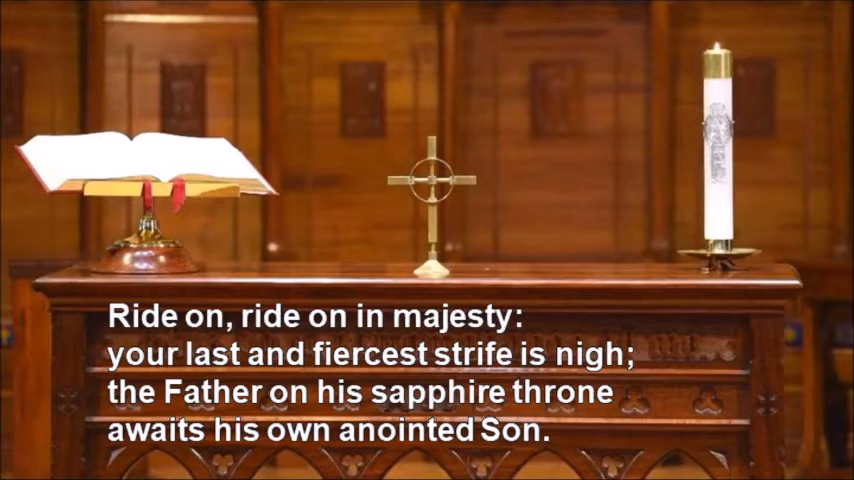 Ride on, ride on in majesty:
your last and fiercest strife is nigh;
the Father on his sapphire throne
awaits his own anointed Son.